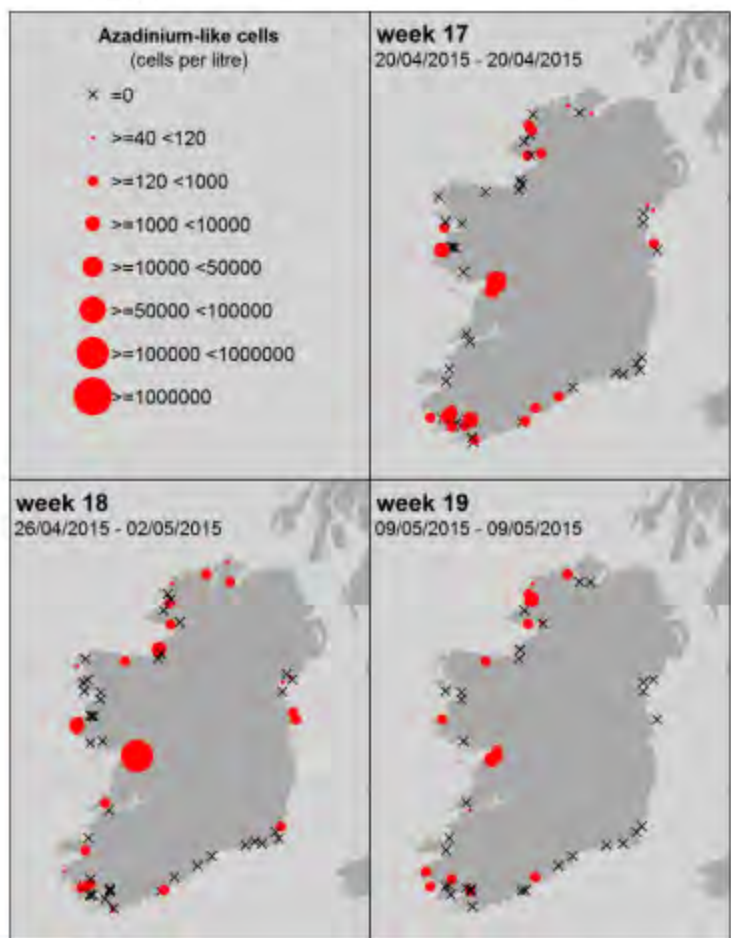 Azadinium-like cells
(cells per litre)
× =0
>=40 <120
>=120 <1000
>=1000 <10000
>=10000 <50000
>=50000 <100000
>=100000 <1000000
>=1000000
week 17
20/04/2015 - 20/04/2015
week 18
26/04/2015 - 02/05/2015
week 19
09/05/2015 - 09/05/2015